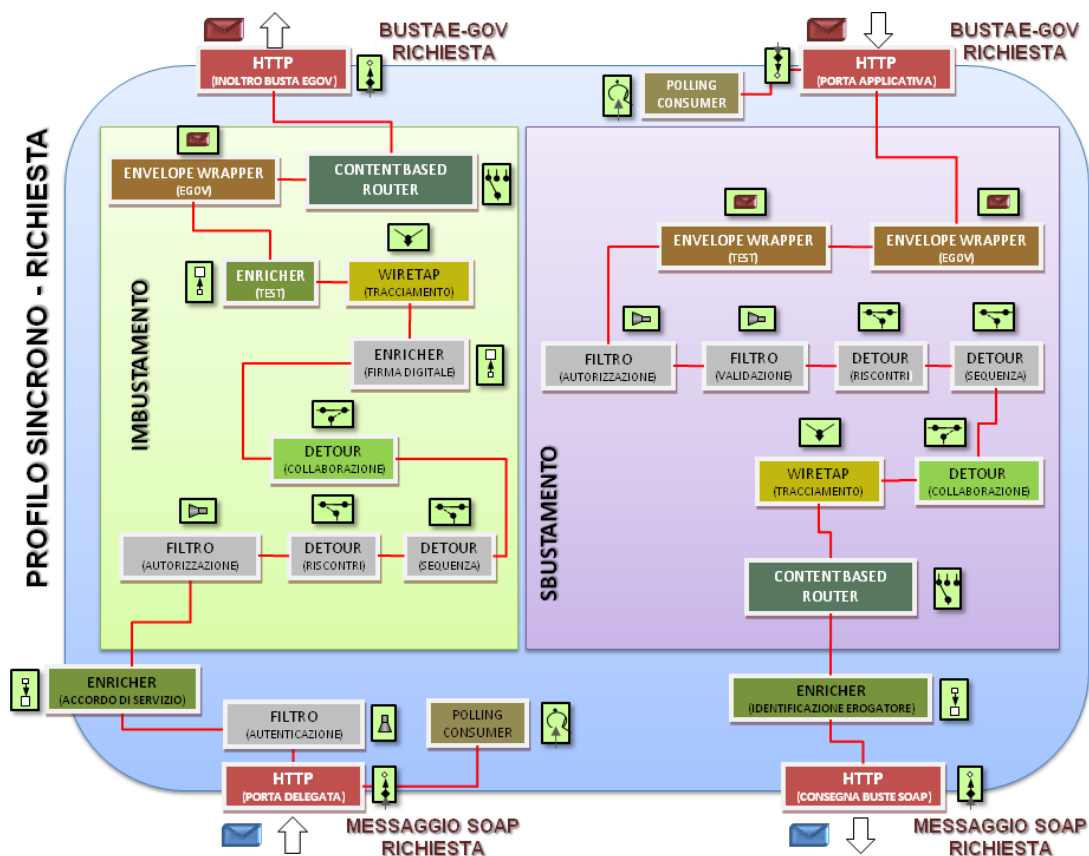 PROFILO SINCRONO - RICHIESTA
BUSTAE-GOV
RICHIESTA
HTTP
(INOLTRO BUSTA EGOV)
BUSTAE-GOV
RICHIESTA
HTTP
(PORTA APPLICATIVA)
POLLING
CONSUMER
IMBUSTAMENTO
ENVELOPE WRAPPER
(EGOV)
CONTENT BASED
ROUTER
ENRICHER
(TEST)
WIRETAP
(TRACCIAMENTO)
ENRICHER
(FIRMA DIGITALE)
DETOUR
(COLLABORAZIONE)
FILTRO
(AUTORIZZAZIONE)
DETOUR
(RISCONTRI)
DETOUR
(SEQUENZA)
SBUSTAMENTO
ENVELOPE WRAPPER
(TEST)
ENVELOPE WRAPPER
(EGOV)
FILTRO
(AUTORIZZAZIONE)
FILTRO
(VALIDAZIONE)
DETOUR
(RISCONTRI)
DETOUR
(SEQUENZA)
WIRETAP
(TRACCIAMENTO)
DETOUR
(COLLABORAZIONE)
CONTENT BASED
ROUTER
ENRICHER
(ACCORDO DI SERVIZIO)
FILTRO
(AUTENTICAZIONE)
POLLING
CONSUMER
HTTP
(PORTA DELEGATA)
MESSAGGIO SOAP
RICHIESTA
ENRICHER
(IDENTIFICAZIONE EROGATORE)
HTTP
(CONSEGNA BUSTE SOAP)
MESSAGGIO SOAP
RICHIESTA